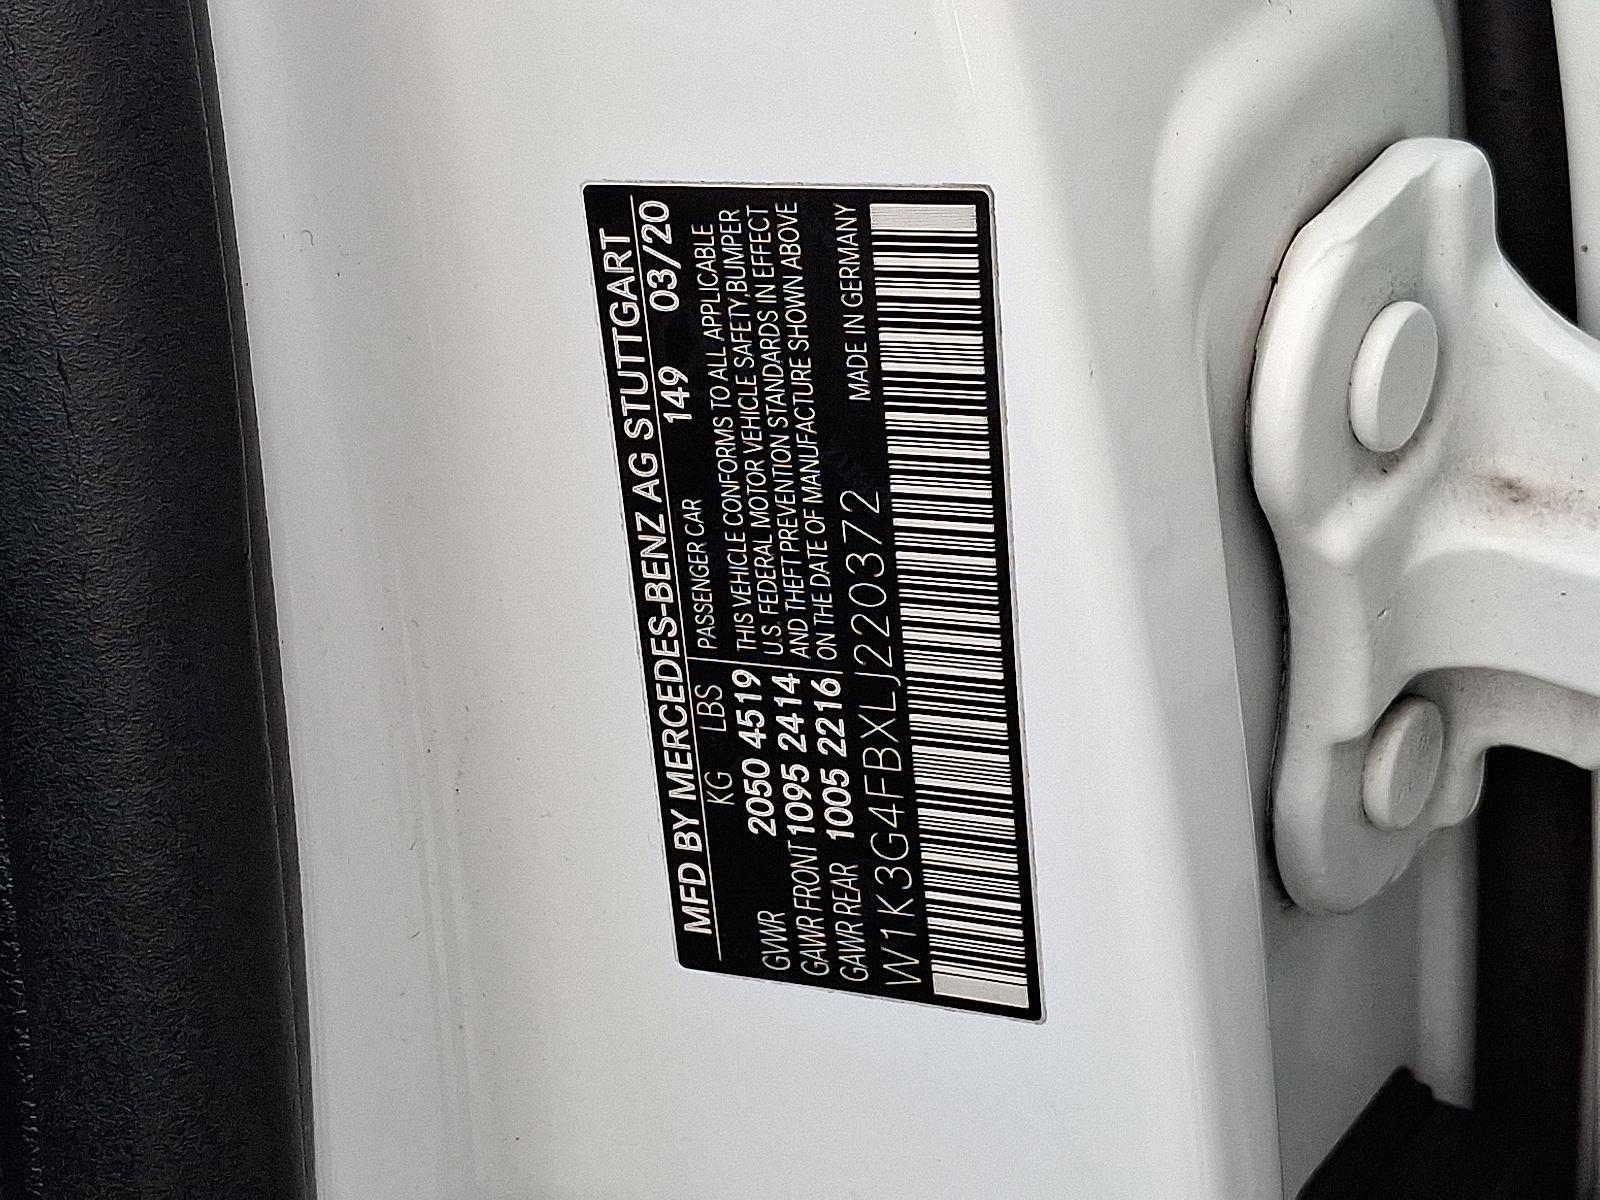 MFD BY MERCEDES-BENZ AG STUTTGART
KG LBS PASSENGER CAR 149 03/20
GVWR 2050 4519
GAWR FRONT 1095 2414
GAWR REAR 1005 2216
THIS VEHICLE CONFORMS TO ALL APPLICABLE
U.S. FEDERAL MOTOR VEHICLE SAFETY,BUMPER
AND THEFT PREVENTION STANDARDS IN EFFECT
ON THE DATE OF MANUFACTURE SHOWN ABOVE
W1K3G4FBXLJ220372 MADE IN GERMANY